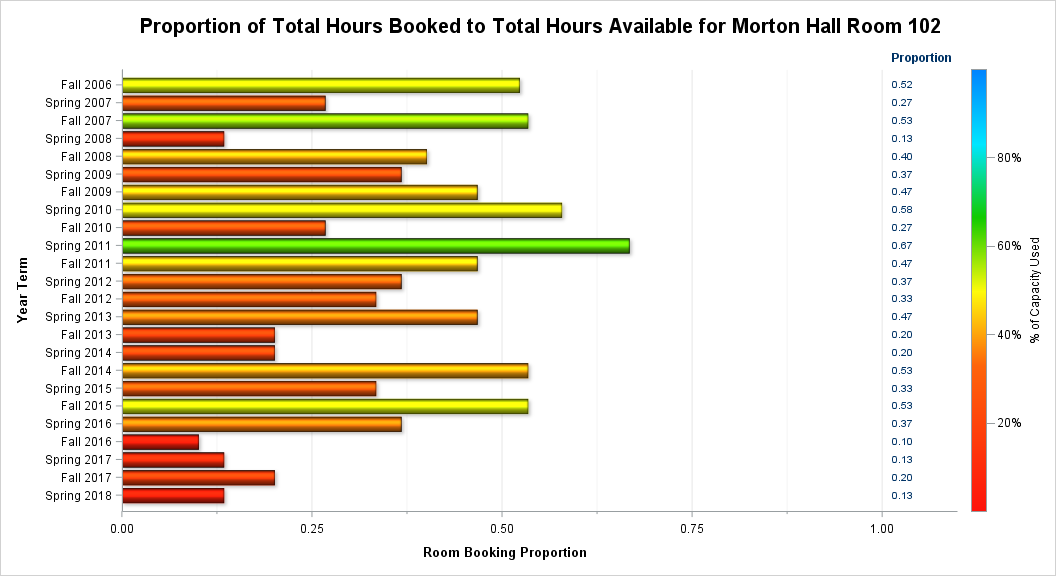 Proportion of Total Hours Booked to Total Hours Available for Morton Hall Room 102
Proportion
Fall 2006 0.52
Spring 2007 0.27
Fall 2007 0.53
Spring 2008 0.13
Fall 2008 0.40
Spring 2009 0.37
Fall 2009 0.47
Spring 2010 0.58
Fall 2010 0.27
Spring 2011 0.67
Fall 2011 0.47
Spring 2012 0.37
Fall 2012 0.33
Spring 2013 0.47
Fall 2013 0.20
Spring 2014 0.20
Fall 2014 0.53
Spring 2015 0.33
Fall 2015 0.53
Spring 2016 0.37
Fall 2016 0.10
Spring 2017 0.13
Fall 2017 0.20
Spring 2018 0.13
Year Term
0.00 0.25 0.50 0.75 1.00
Room Booking Proportion
80%
60%
40%
20%
% of Capacity Used